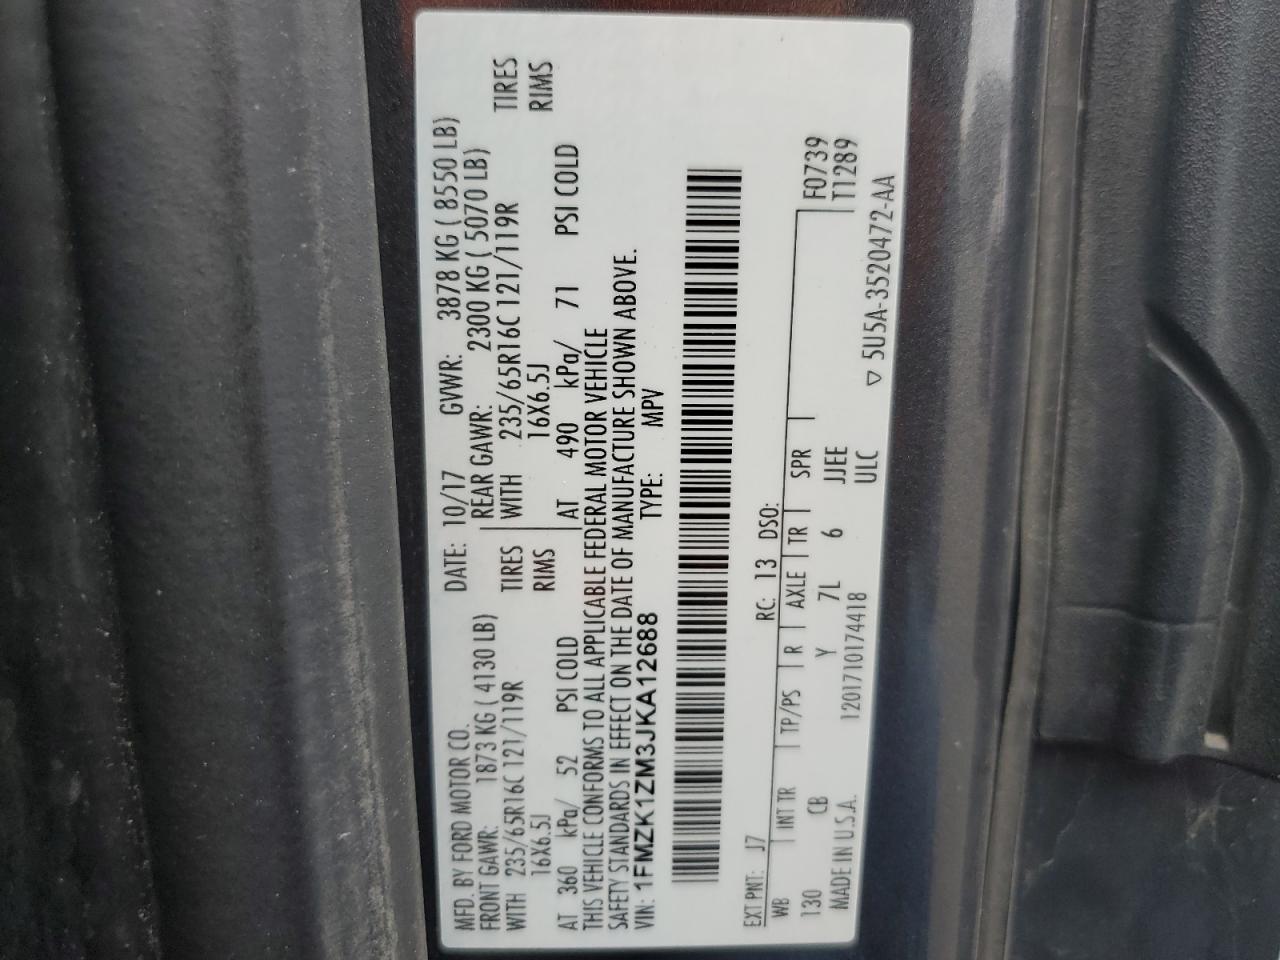 MFD. BY FORD MOTOR CO. DATE: 10/17 GVWR: 3878 KG ( 8550 LB)
FRONT GAWR: 1873 KG ( 4130 LB) REAR GAWR: 2300 KG ( 5070 LB)
WITH 235/65R16C 121/119R TIRES WITH 235/65R16C 121/119R TIRES
16X6.5J RIMS 16X6.5J RIMS
AT 360 kPa/ 52 PSI COLD AT 490 kPa/ 71 PSI COLD
THIS VEHICLE CONFORMS TO ALL APPLICABLE FEDERAL MOTOR VEHICLE
SAFETY STANDARDS IN EFFECT ON THE DATE OF MANUFACTURE SHOWN ABOVE.
VIN: 1FMZK1ZM3JKA12688 TYPE: MPV
EXT PNT: J7 RC: 13 DSO:
WB INT TR TP/PS R AXLE TR SPR F0739
130 CB Y 7L 6 JJEE T1289
MADE IN U.S.A. 120171017441​8 ULC
▽ 5U5A-3520472-AA